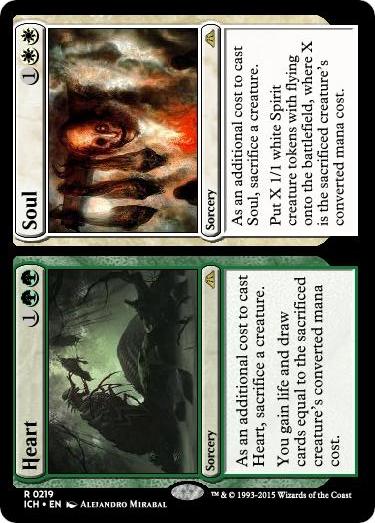 Soul
1
Sorcery
As an additional cost to cast
Soul, sacrifice a creature.
Put X 1/1 white Spirit
creature tokens with flying
onto the battlefield, where X
is the sacrificed creature's
converted mana cost.
Heart
1
Sorcery
As an additional cost to cast
Heart, sacrifice a creature.
You gain life and draw
cards equal to the sacrificed
creature's converted mana
cost.
R 0219
ICH • EN Alejandro Mirabal
™ & © 1993-2015 Wizards of the Coast